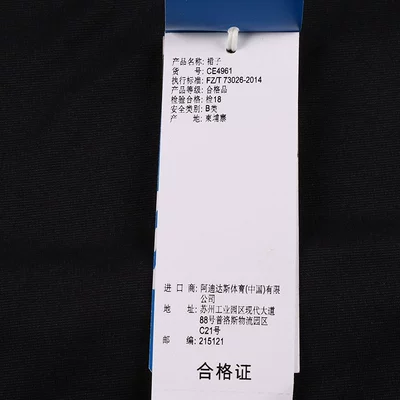 产品名称: 裙子
货 号: CE4961
执行标准: FZ/T 73026-2014
产品等级: 合格品
检验合格: 检18
安全类别: B类
产 地: 柬埔寨
进 口 商: 阿迪达斯体育(中国)有限
公司
地 址: 苏州工业园区现代大道
88号普洛斯物流园区
C21号
邮 编: 215121
合格证